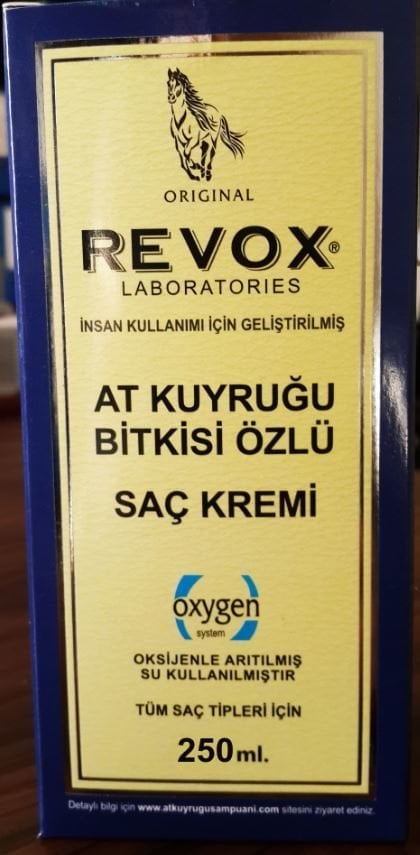 ORIGINAL
REVOX®
LABORATORIES
İNSAN KULLANIMI İÇİN GELİŞTİRİLMİŞ
AT KUYRUĞU
BİTKİSİ ÖZLÜ
SAÇ KREMİ
oxygen
system
OKSİJENLE ARITILMIŞ
SU KULLANILMIŞTIR
TÜM SAÇ TİPLERİ İÇİN
250ml.
Detaylı bilgi için www.atkuyrugusampuani.com sitesini ziyaret ediniz.